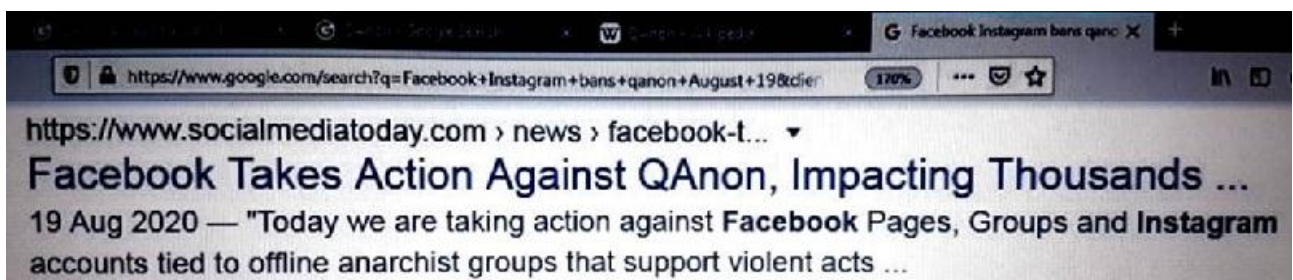 Facebook Instagram bans qano
https://www.google.com/search?q=Facebook+Instagram+bans+qanon+August+19&clien
170%
https://www.socialmediatoday.com › news › facebook-t...
Facebook Takes Action Against QAnon, Impacting Thousands ...
19 Aug 2020 — "Today we are taking action against Facebook Pages, Groups and Instagram
accounts tied to offline anarchist groups that support violent acts ...